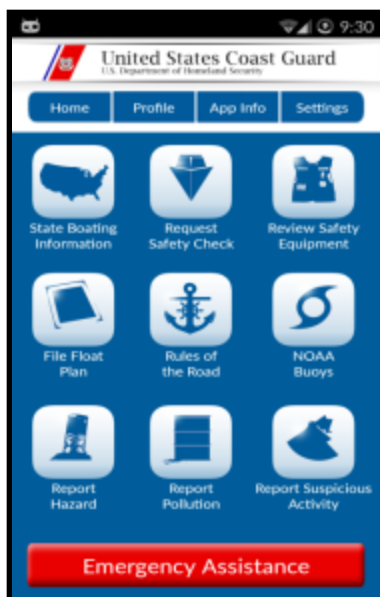 9:30
United States Coast Guard
U.S. Department of Homeland Security
Home Profile App Info Settings
State Boating Information
Request Safety Check
Review Safety Equipment
File Float Plan
Rules of the Road
NOAA Buoys
Report Hazard
Report Pollution
Report Suspicious Activity
Emergency Assistance